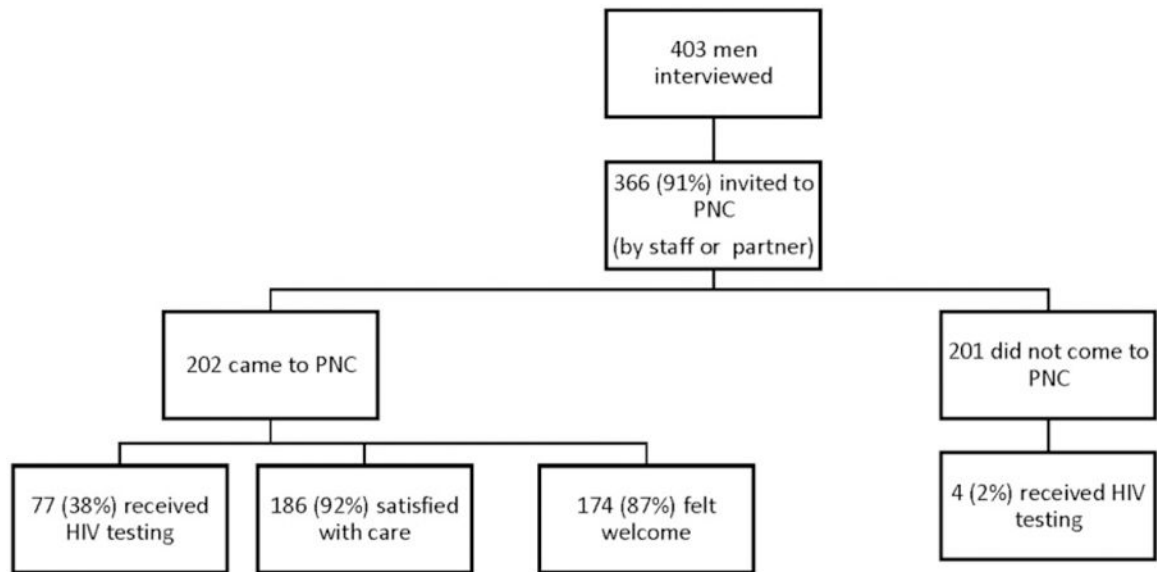 403 men
interviewed
366 (91%) invited to
PNC
(by staff or partner)
202 came to PNC
201 did not come to
PNC
77 (38%) received
HIV testing
186 (92%) satisfied
with care
174 (87%) felt
welcome
4 (2%) received HIV
testing